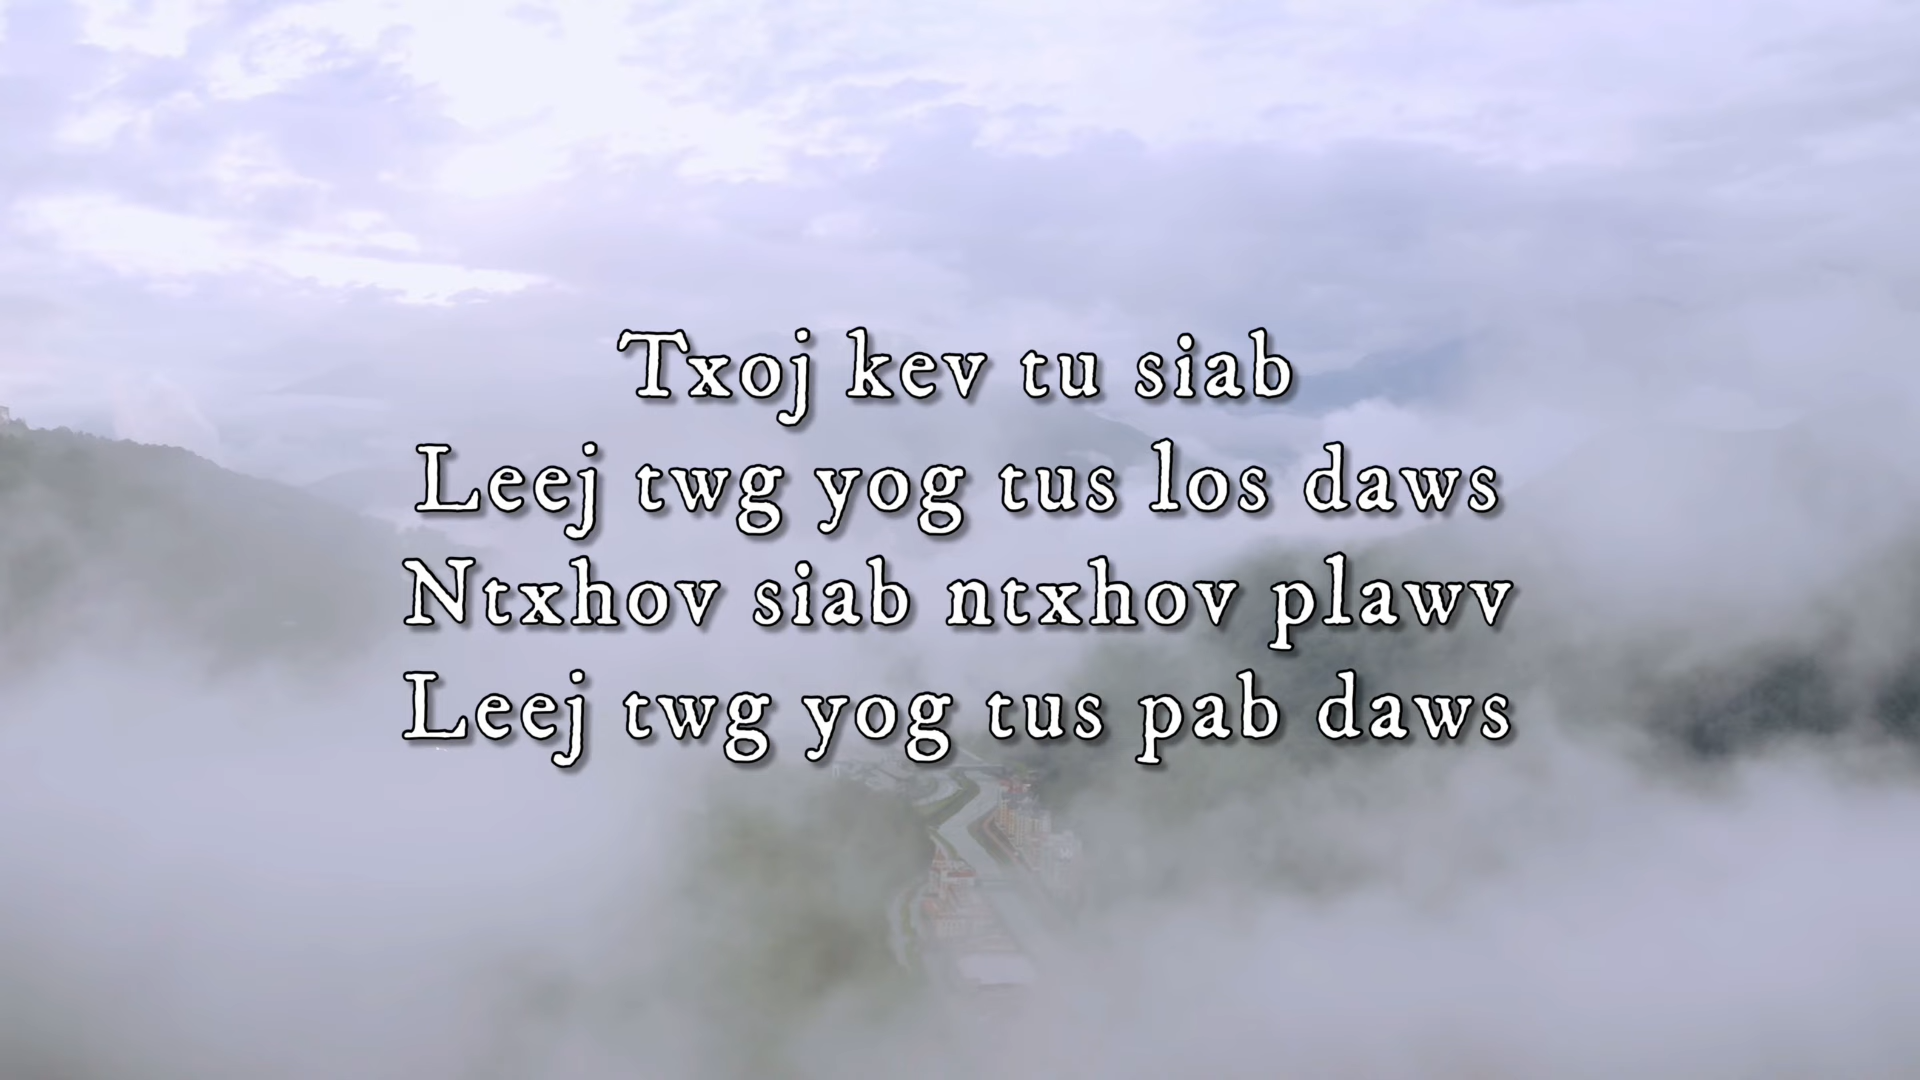 Txoj kev tu siab
Leej twg yog tus los daws
Ntxhov siab ntxhov plawv
Leej twg yog tus pab daws